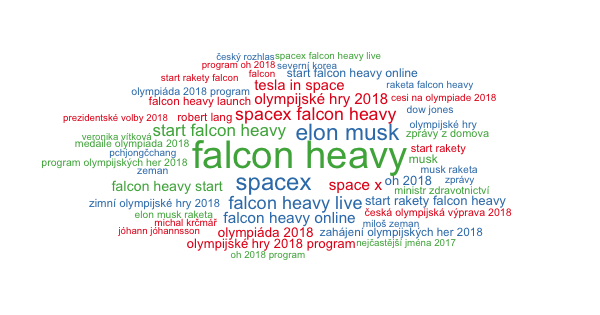 český rozhlas spacex falcon heavy live
program oh 2018 severní korea
start rakety falcon falcon start falcon heavy online
olympiáda 2018 program tesla in space raketa falcon heavy
falcon heavy launch olympijské hry 2018 češi na olympiade 2018
prezidentské volby 2018 robert lang spacex falcon heavy dow jones
veronika vítková start falcon heavy elon musk olympijské hry
medaile olympiáda 2018 zprávy z domova
pchjongčchang falcon heavy start rakety
program olympijských her 2018 musk
zeman spacex space x oh 2018 musk raketa
falcon heavy start zprávy
ministr zdravotnictví
zimní olympijské hry 2018 falcon heavy live start rakety falcon heavy
elon musk raketa falcon heavy online česká olympijská výprava 2018
michal krčmář miloš zeman
jóhann jóhannsson olympiáda 2018 zahájení olympijských her 2018
olympijské hry 2018 program nejčastější jména 2017
oh 2018 program